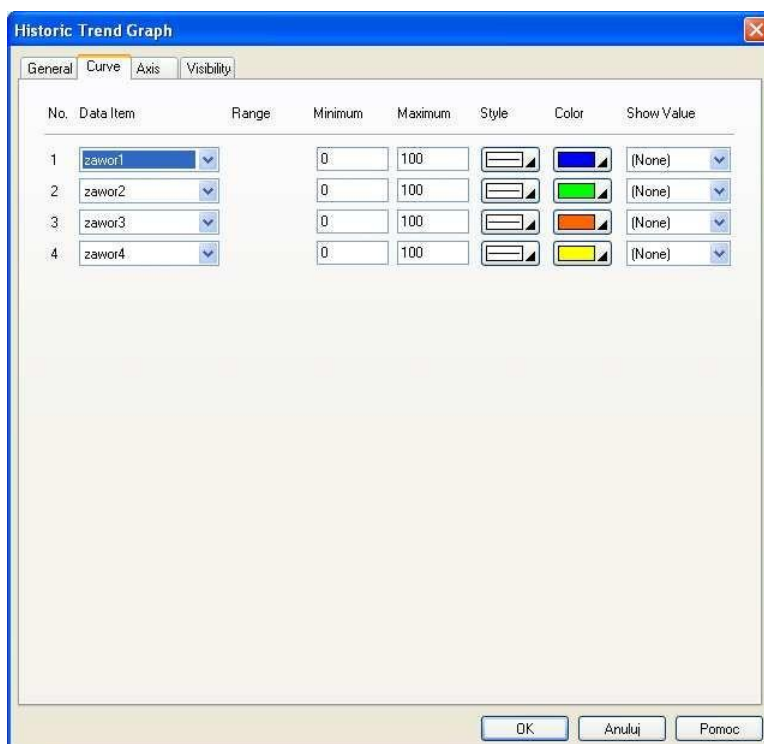 Historic Trend Graph
General Curve Axis Visibility
No. Data Item Range Minimum Maximum Style Color Show Value
1 zawor1 0 100 (None)
2 zawor2 0 100 (None)
3 zawor3 0 100 (None)
4 zawor4 0 100 (None)
OK Anuluj Pomoc